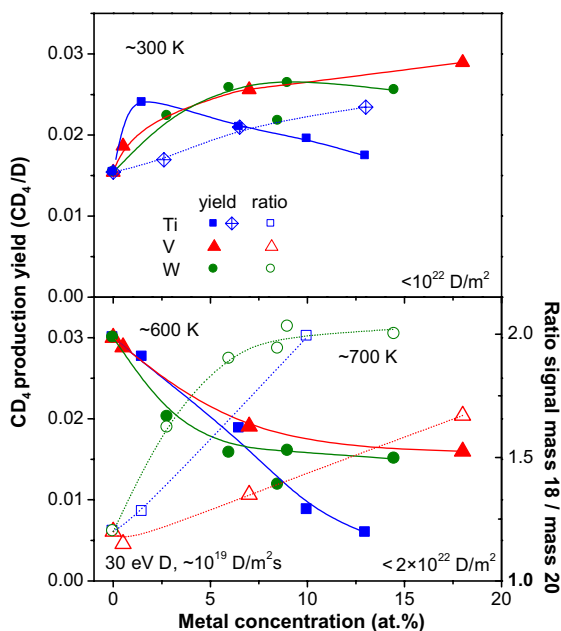 0.03
0.02
0.01
0.00
~300 K
yield ratio
Ti
V
W
<10²² D/m²
CD₄ production yield (CD₄/D)
0.03
0.02
0.01
0.00
~600 K
~700 K
30 eV D, ~10¹⁹ D/m²s
<2×10²² D/m²
2.0
1.5
1.0
Ratio signal mass 18 / mass 20
0 5 10 15 20
Metal concentration (at.%)